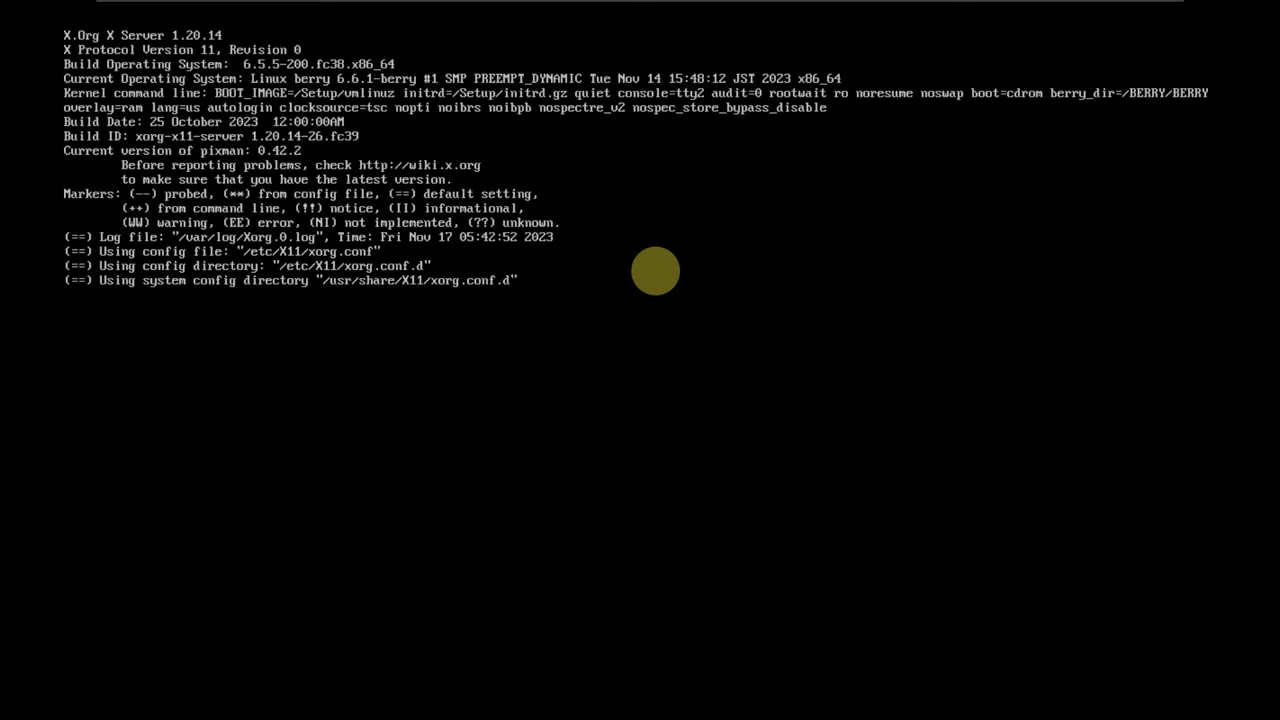 X.Org X Server 1.20.14
X Protocol Version 11, Revision 0
Build Operating System:  6.5.5-200.fc38.x86_64
Current Operating System: Linux berry 6.6.1-berry #1 SMP PREEMPT_DYNAMIC Tue Nov 14 15:48:12 JST 2023 x86_64
Kernel command line: BOOT_IMAGE=/Setup/vmlinuz initrd=/Setup/initrd.gz quiet console=tty2 audit=0 rootwait ro noresume noswap boot=cdrom berry_dir=/BERRY/BERRY
overlay=ram lang=us autologin clocksource=tsc nopti noibrs noibpb nospectre_v2 nospec_store_bypass_disable
Build Date: 25 October 2023  12:00:00AM
Build ID: xorg-x11-server 1.20.14-26.fc39
Current version of pixman: 0.42.2
        Before reporting problems, check http://wiki.x.org
        to make sure that you have the latest version.
Markers: (--) probed, (**) from config file, (==) default setting,
        (++) from command line, (!!) notice, (II) informational,
        (WW) warning, (EE) error, (NI) not implemented, (??) unknown.
(==) Log file: "/var/log/Xorg.0.log", Time: Fri Nov 17 05:42:52 2023
(==) Using config file: "/etc/X11/xorg.conf"
(==) Using config directory: "/etc/X11/xorg.conf.d"
(==) Using system config directory "/usr/share/X11/xorg.conf.d"